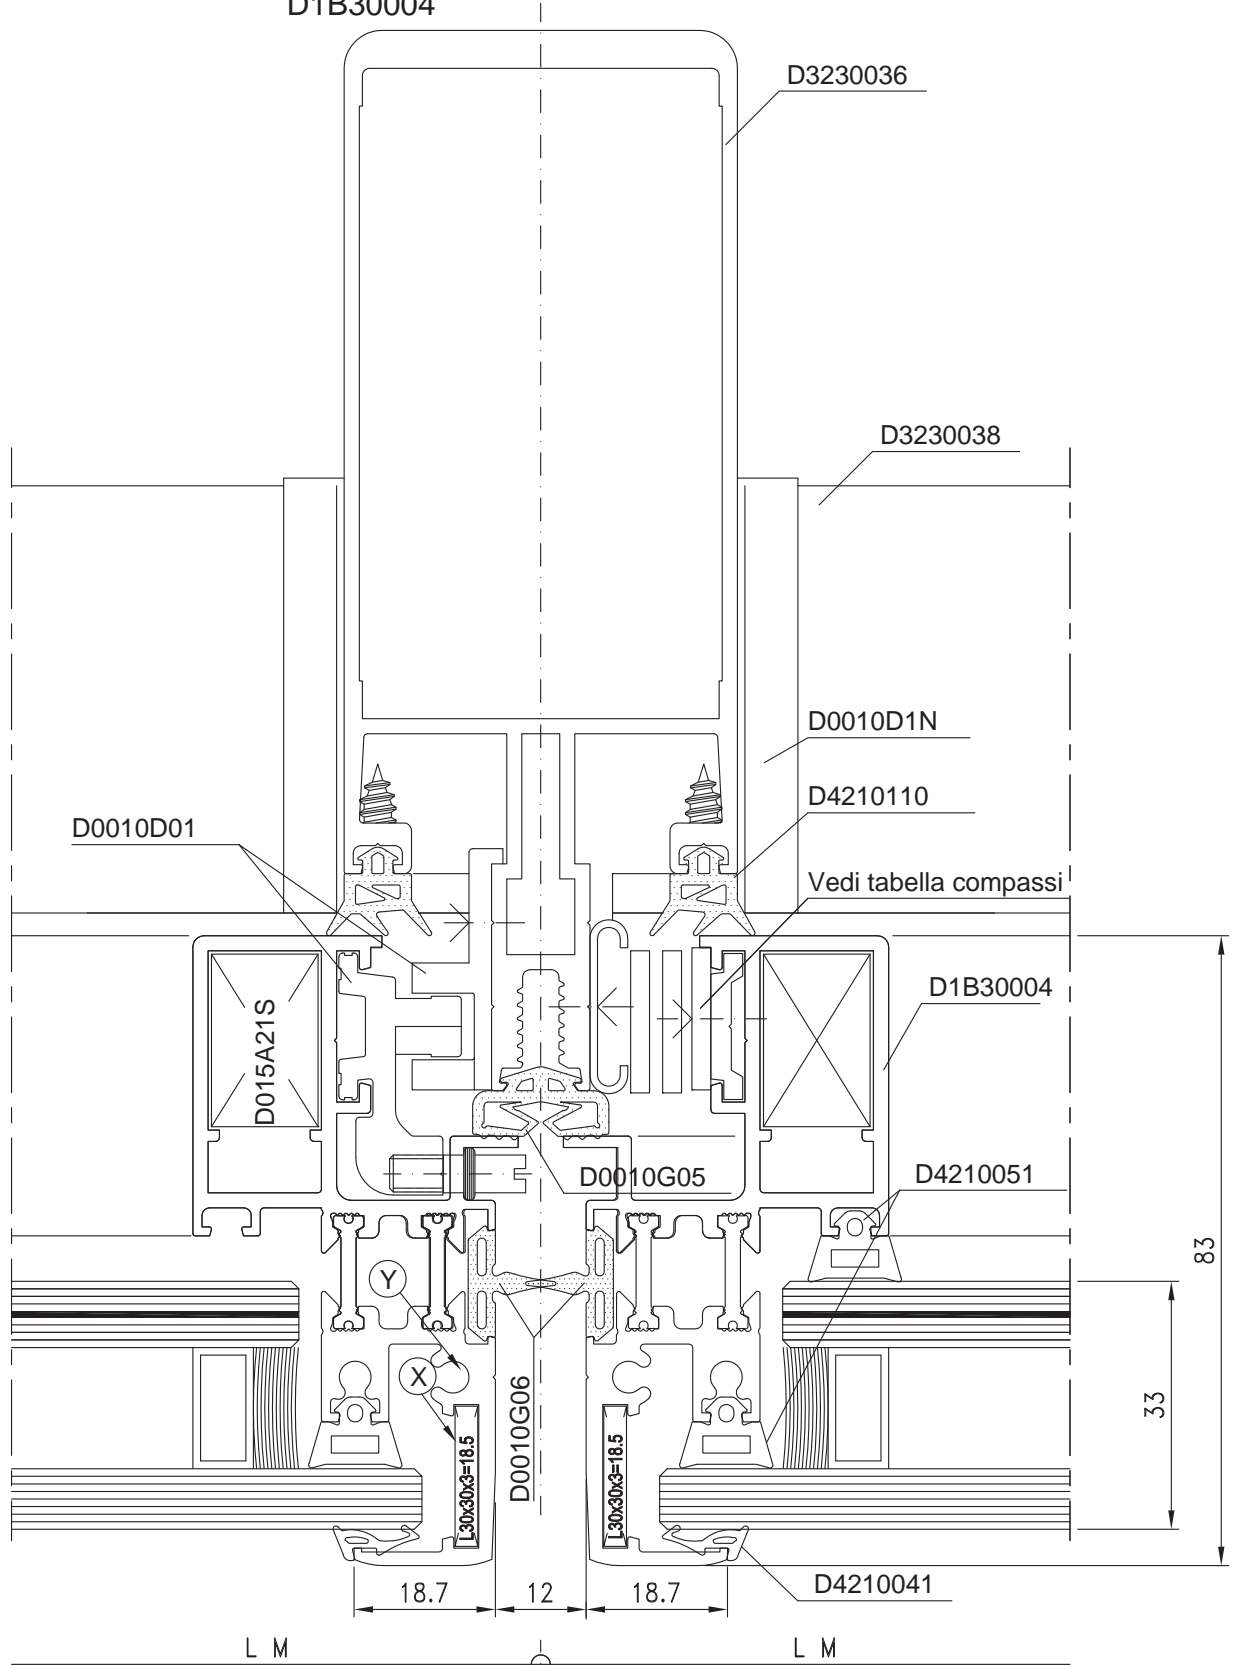 D1B30004
D3230036
D3230038
D0010D1N
D4210110
D0010D01
Vedi tabella compassi
D1B30004
D015A21S
D0010G05
D4210051
83
Y
X
33
D0010G06
L30x30x3=18.5
L30x30x3=18.5
D4210041
18.7
12
18.7
L M
L M